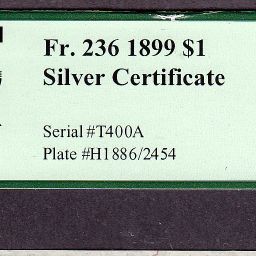 Fr. 236 1899 $1
Silver Certificate
Serial #T400A
Plate #H1886/2454